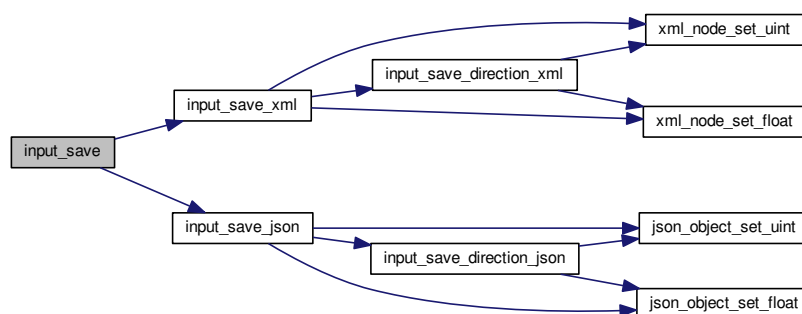 xml_node_set_uint
input_save_direction_xml
input_save_xml
xml_node_set_float
input_save
input_save_json
json_object_set_uint
input_save_direction_json
json_object_set_float